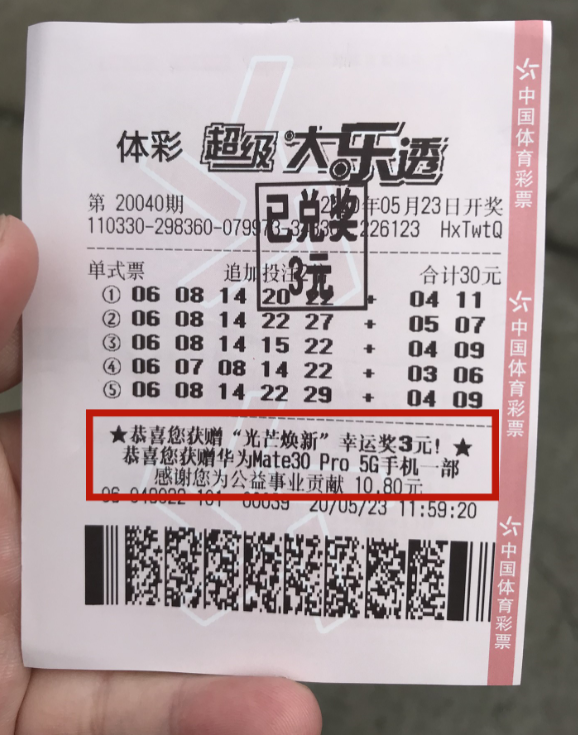 体彩 超级大乐透
第 20040期 年05月23日开奖
110330-298360-079973- 226123 HxTwtQ
已兑奖
3元
单式票 追加投注 合计30元
① 06 08 14 20 22 + 04 11
② 06 08 14 22 27 + 05 07
③ 06 08 14 15 22 + 04 09
④ 06 07 08 14 22 + 03 06
⑤ 06 08 14 22 29 + 04 09
★恭喜您获赠“光芒焕新”幸运奖3元!★
恭喜您获赠华为Mate30 Pro 5G手机一部
感谢您为公益事业贡献 10.80元
20/05/23 11:59:20
中国体育彩票
中国体育彩票
中国体育彩票